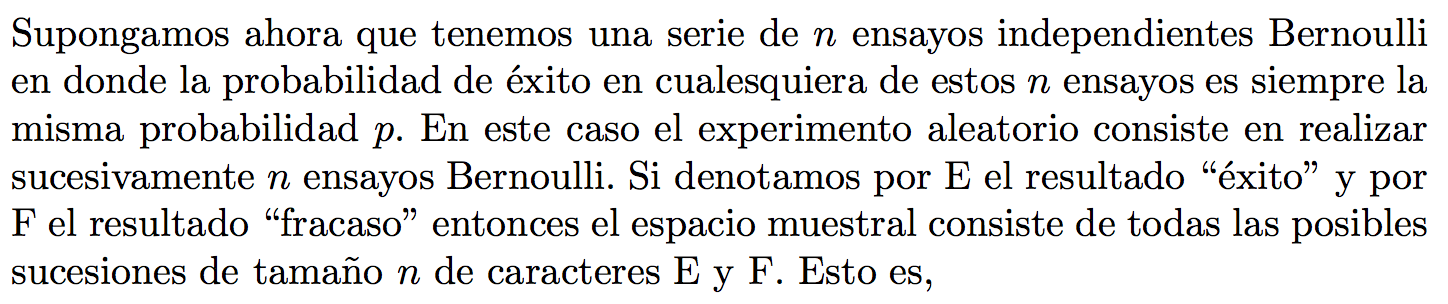 Supongamos ahora que tenemos una serie de n ensayos independientes Bernoulli
en donde la probabilidad de éxito en cualesquiera de estos n ensayos es siempre la
misma probabilidad p. En este caso el experimento aleatorio consiste en realizar
sucesivamente n ensayos Bernoulli. Si denotamos por E el resultado “éxito” y por
F el resultado “fracaso” entonces el espacio muestral consiste de todas las posibles
sucesiones de tamaño n de caracteres E y F. Esto es,